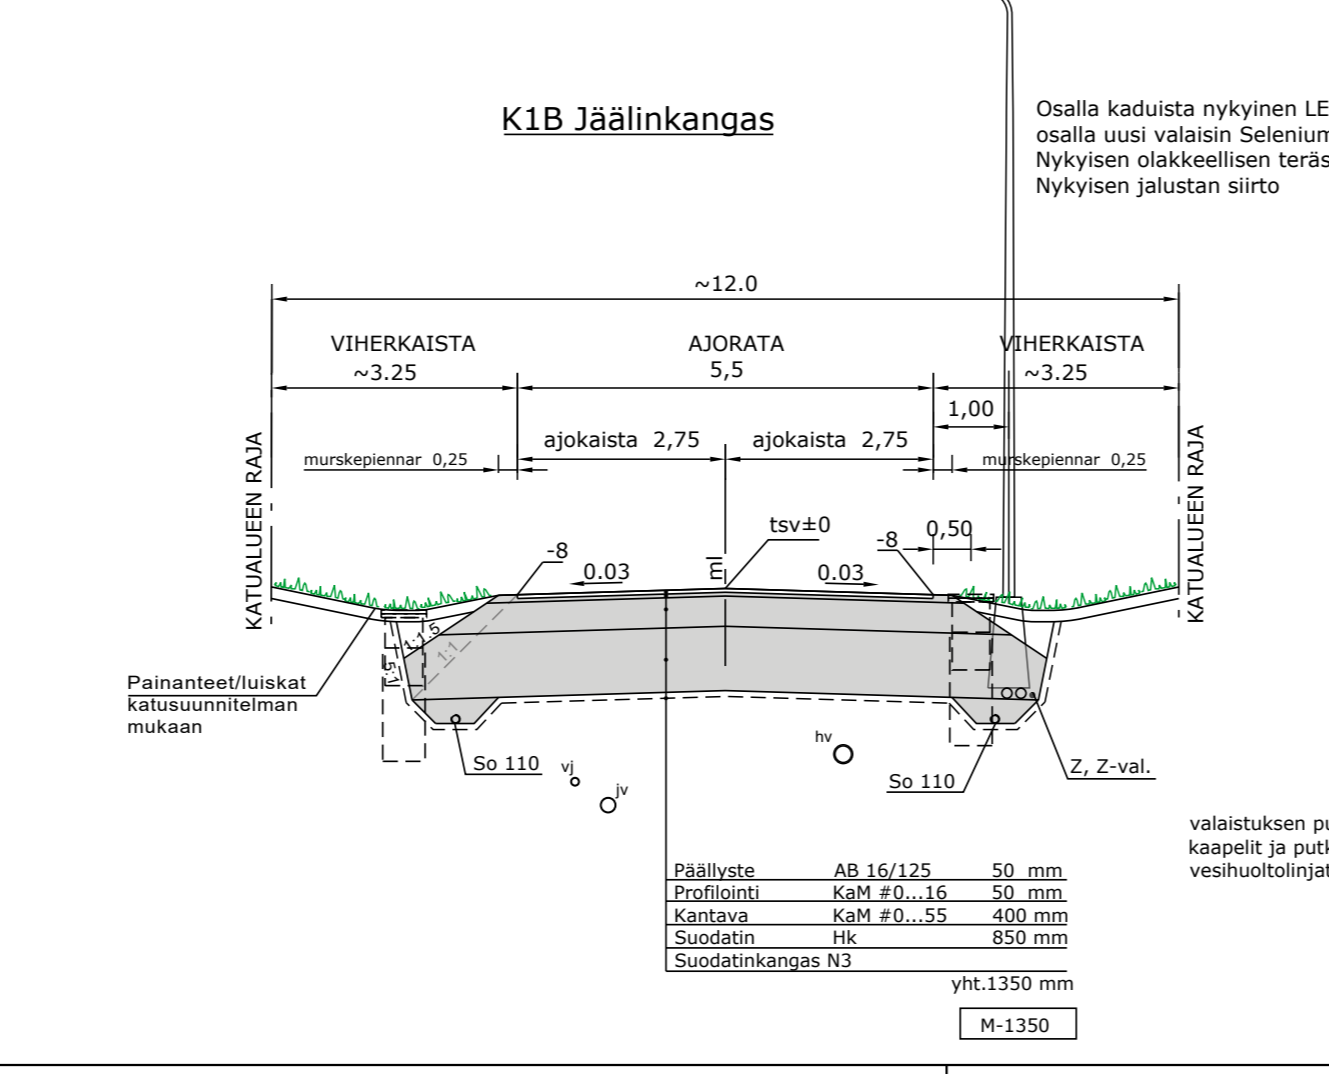 K1B Jäälinkangas
Osalla kaduista nykyinen LE
osalla uusi valaisin Selenium
Nykyisen olakkeellisen teräs
Nykyisen jalustan siirto
~12.0
VIHERKAISTA
AJORATA
VIHERKAISTA
~3.25
5,5
~3.25
1,00
ajokaista 2,75
ajokaista 2,75
murskepiennar 0,25
murskepiennar 0,25
KATUALUEEN RAJA
KATUALUEEN RAJA
tsv±0
0,50
-8
-8
ml
0.03
0.03
1:1.5
1:1
5:1
Painanteet/luiskat
katusuunnitelman
mukaan
So 110
vj
jv
hv
So 110
Z, Z-val.
valaistuksen pu
kaapelit ja putk
vesihuoltolinjat
Päällyste AB 16/125 50 mm
Profilointi KaM #0...16 50 mm
Kantava KaM #0...55 400 mm
Suodatin Hk 850 mm
Suodatinkangas N3
yht.1350 mm
M-1350